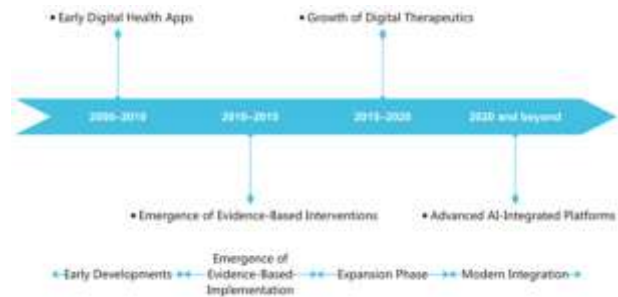 • Early Digital Health Apps
• Growth of Digital Therapeutics
2000–2010
2010–2015
2015–2020
2020 and beyond
• Emergence of Evidence-Based Interventions
• Advanced AI-Integrated Platforms
Early Developments
Emergence of
Evidence-Based
Implementation
Expansion Phase
Modern Integration